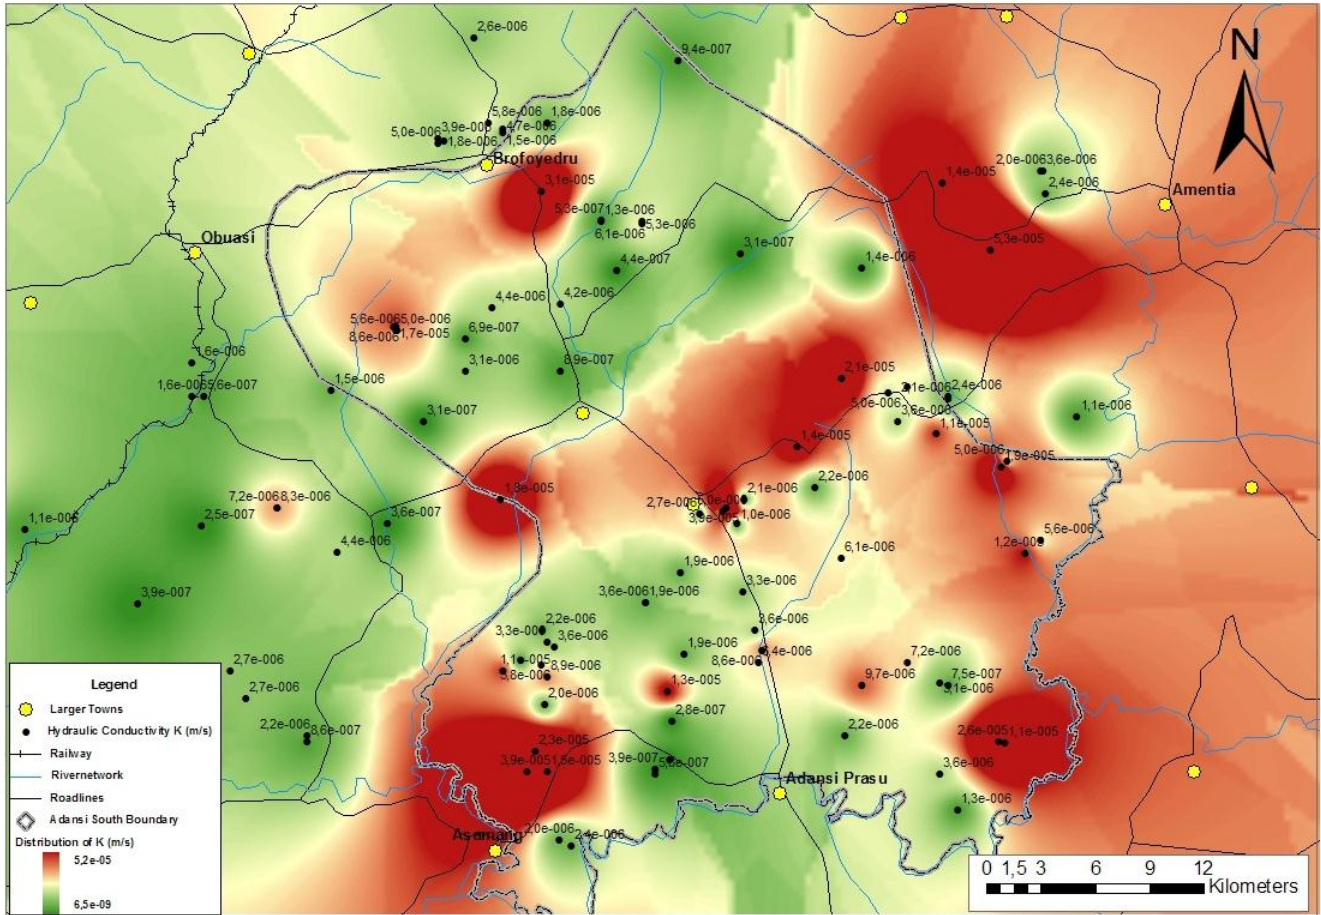 2,6e-006
9,4e-007
N
5,8e-006
1,8e-006
5,0e-006
3,9e-006
4,7e-006
1,8e-006
1,5e-006
Brofoyedru
2,0e-006
3,6e-006
1,4e-005
2,4e-006
Amentia
3,1e-005
5,3e-007
1,3e-006
6,1e-006
5,3e-006
Obuasi
3,1e-007
5,3e-005
4,4e-007
1,4e-006
4,4e-006
4,2e-006
5,6e-006
5,0e-006
8,6e-006
1,7e-005
6,9e-007
1,6e-006
3,1e-006
8,9e-007
2,1e-005
1,6e-006
5,6e-007
1,5e-006
2,1e-006
2,4e-006
5,0e-006
3,1e-007
3,6e-006
1,1e-006
1,1e-005
1,4e-005
5,0e-006
1,9e-005
2,2e-006
7,2e-006
8,3e-006
2,7e-006
2,1e-006
1,1e-006
2,5e-007
3,6e-007
1,0e-006
4,4e-006
6,1e-006
5,6e-006
1,2e-005
1,9e-006
3,9e-007
3,6e-006
1,9e-006
3,3e-006
2,2e-006
3,6e-006
3,6e-006
1,9e-006
8,6e-006
2,7e-006
1,1e-005
8,9e-006
7,2e-006
2,7e-006
2,0e-006
1,3e-005
9,7e-006
7,5e-007
3,1e-006
2,8e-007
2,2e-006
8,6e-007
2,2e-006
2,6e-005
1,1e-005
2,3e-005
3,9e-005
1,5e-005
3,9e-007
3,6e-006
Adansi Prasu
1,3e-006
Asamang
2,0e-006
2,4e-006
Legend
Larger Towns
Hydraulic Conductivity K (m/s)
Railway
Rivernetwork
Roadlines
Adansi South Boundary
Distribution of K (m/s)
5,2e-05
6,5e-09
0 1,5 3 6 9 12
Kilometers